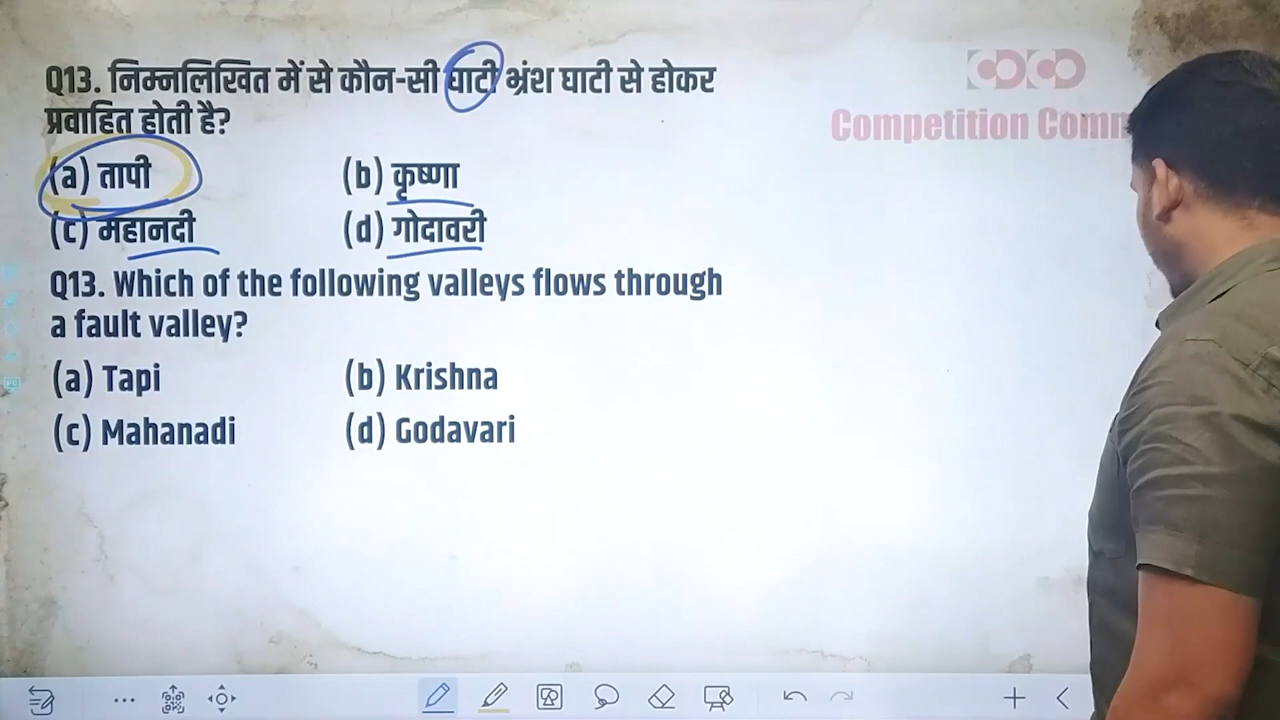 Q13. निम्नलिखित में से कौन-सी घाटी भ्रंश घाटी से होकर
प्रवाहित होती है?
(a) तापी (b) कृष्णा
(c) महानदी (d) गोदावरी
Q13. Which of the following valleys flows through
a fault valley?
(a) Tapi (b) Krishna
(c) Mahanadi (d) Godavari
Competition Comm